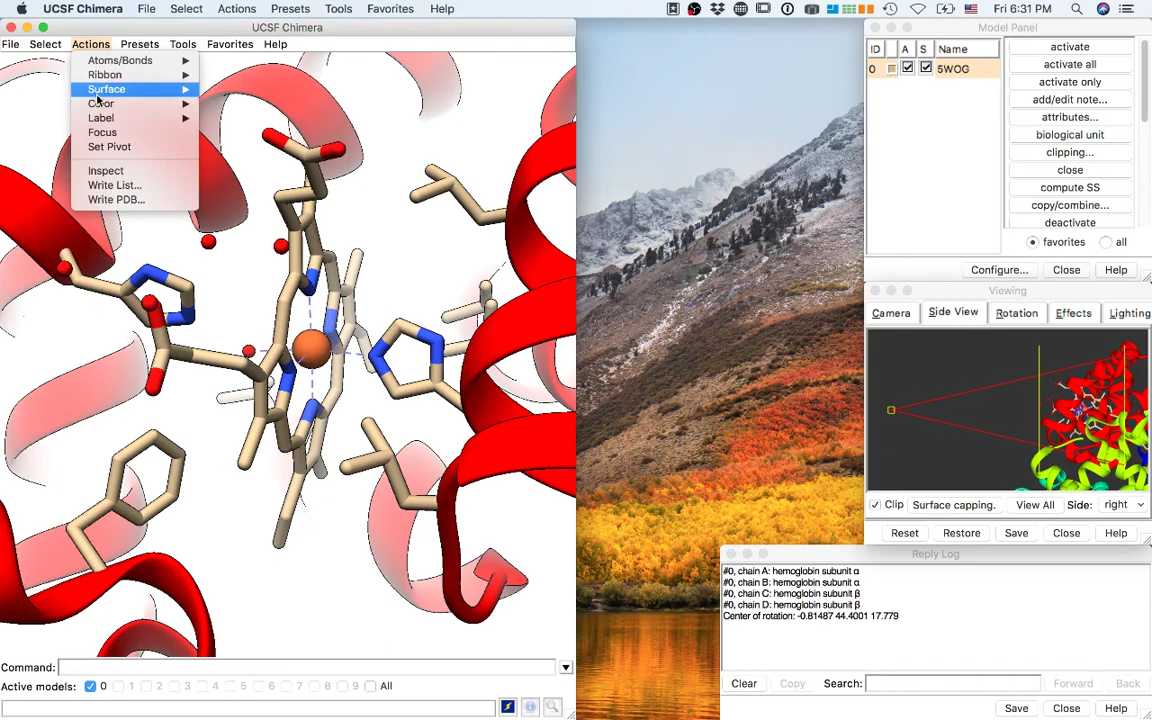 UCSF Chimera File Select Actions Presets Tools Favorites Help Fri 6:31 PM
UCSF Chimera
File Select Actions Presets Tools Favorites Help
Atoms/Bonds
Ribbon
Surface
Color
Label
Focus
Set Pivot
Inspect
Write List...
Write PDB...
Command:
Active models: 0 1 2 3 4 5 6 7 8 9 All
Model Panel
ID A S Name
0 5WOG
activate
activate all
activate only
add/edit note...
attributes...
biological unit
clipping...
close
compute SS
copy/combine...
deactivate
favorites all
Configure... Close Help
Viewing
Camera Side View Rotation Effects Lighting
Clip Surface capping. View All Side: right
Reset Restore Save Close Help
Reply Log
#0, chain A: hemoglobin subunit α
#0, chain B: hemoglobin subunit α
#0, chain C: hemoglobin subunit β
#0, chain D: hemoglobin subunit β
Center of rotation: -0.81487 44.4001 17.779
Clear Copy Search: Forward Back
Save Close Help